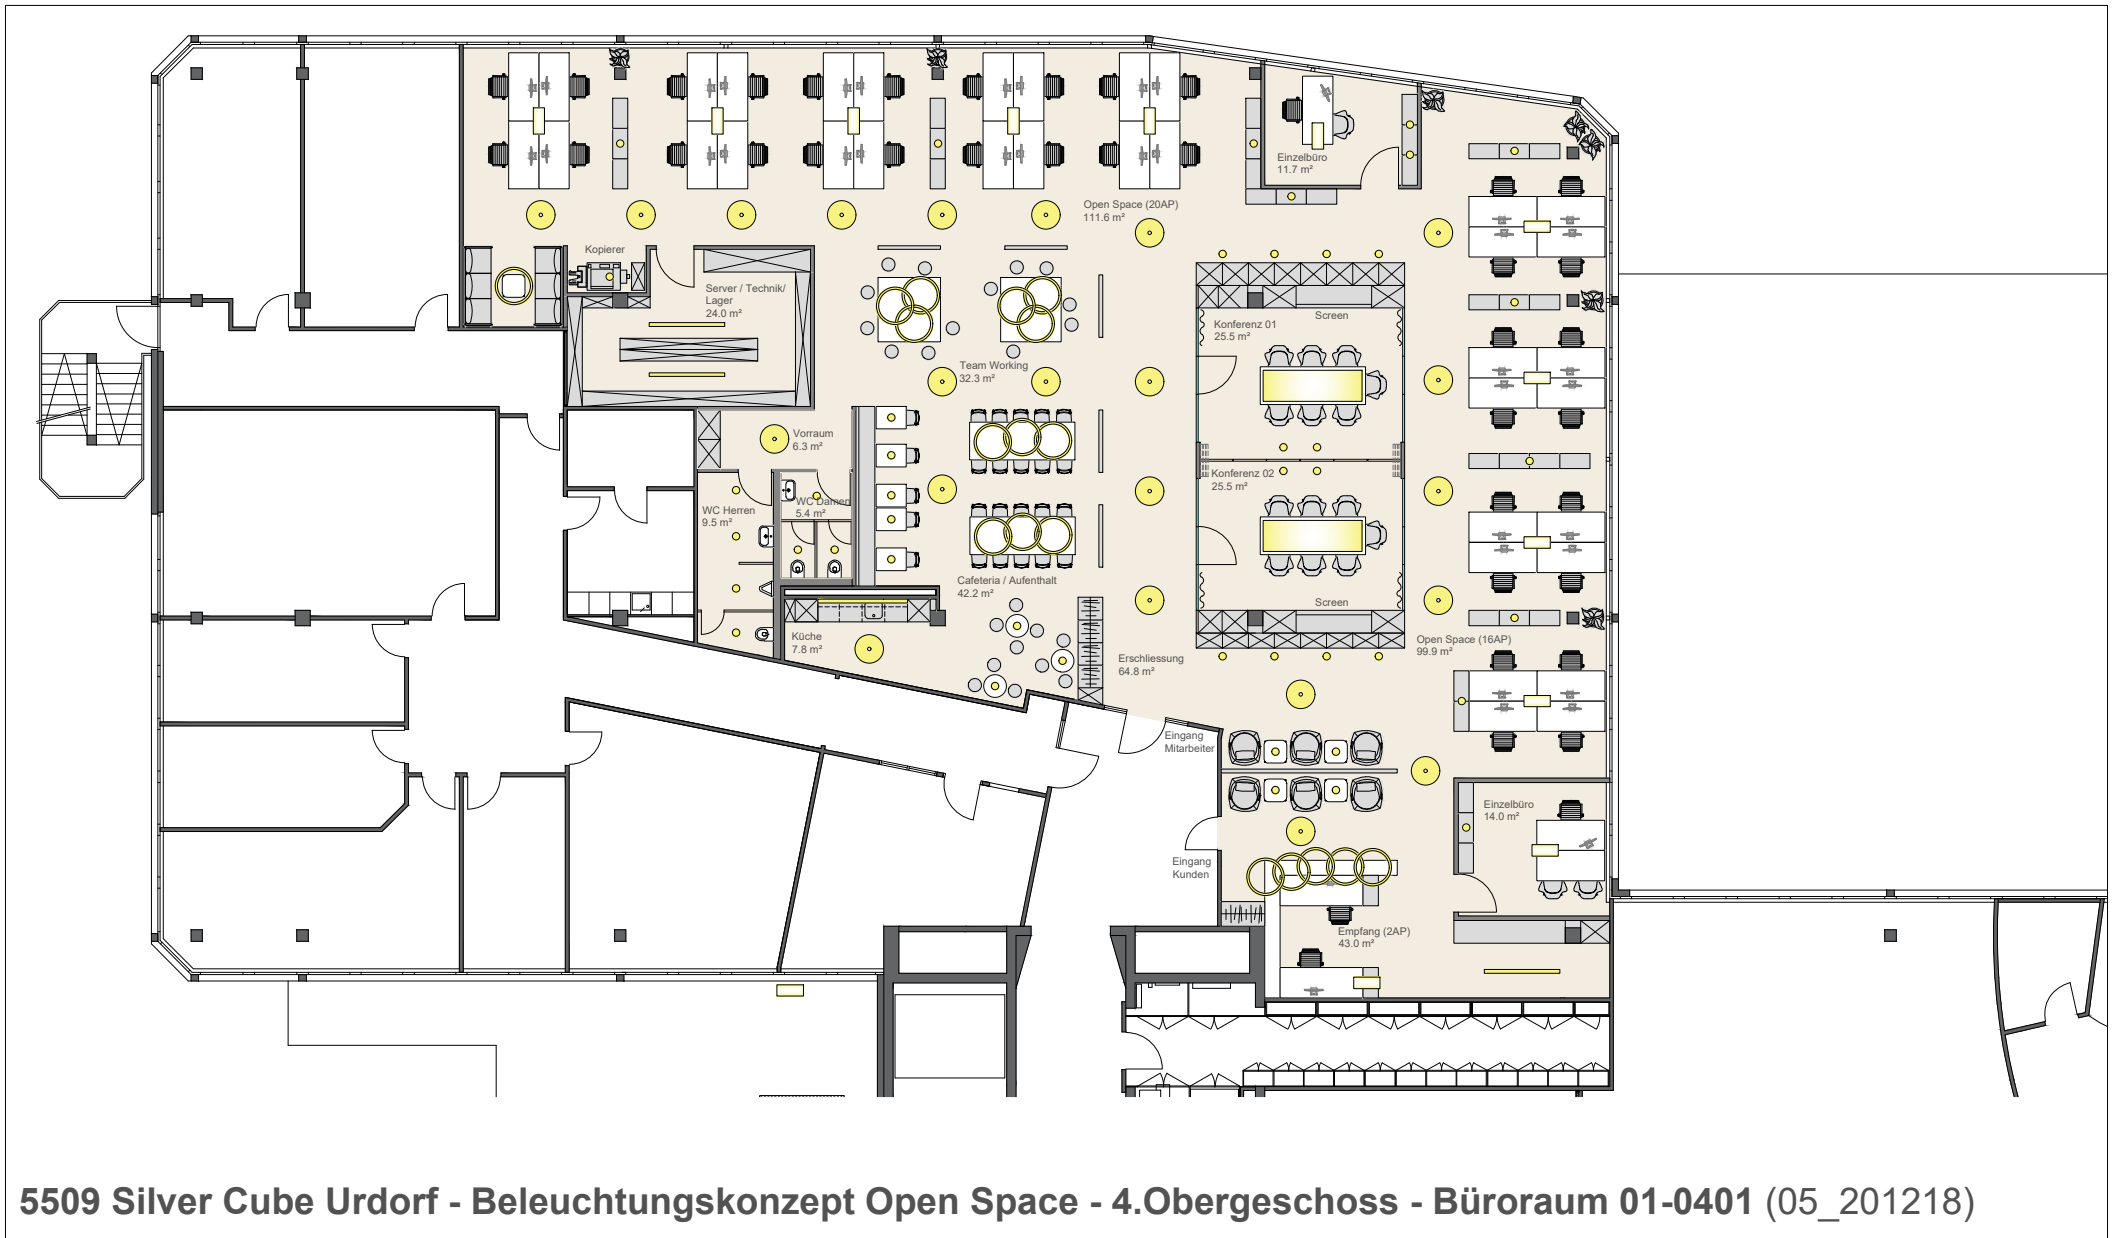 Einzelbüro
11.7 m²
Open Space (20AP)
111.6 m²
Kopierer
Server / Technik/
Lager
24.0 m²
Screen
Konferenz 01
25.5 m²
Team Working
32.3 m²
Vorraum
6.3 m²
Konferenz 02
25.5 m²
WC Herren
9.5 m²
WC Damen
5.4 m²
Cafeteria / Aufenthalt
42.2 m²
Screen
Küche
7.8 m²
Open Space (16AP)
99.9 m²
Erschliessung
64.8 m²
Eingang
Mitarbeiter
Einzelbüro
14.0 m²
Eingang
Kunden
Empfang (2AP)
43.0 m²
5509 Silver Cube Urdorf - Beleuchtungskonzept Open Space - 4.Obergeschoss - Büroraum 01-0401 (05_201218)